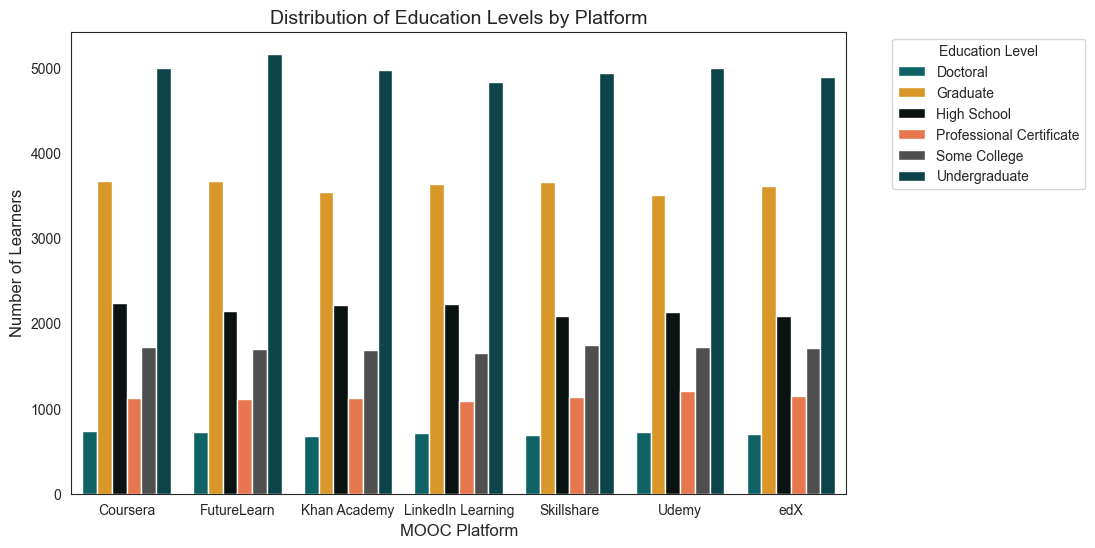 Distribution of Education Levels by Platform
Number of Learners
5000
4000
3000
2000
1000
0
Coursera
FutureLearn
Khan Academy
LinkedIn Learning
Skillshare
Udemy
edX
MOOC Platform
Education Level
Doctoral
Graduate
High School
Professional Certificate
Some College
Undergraduate